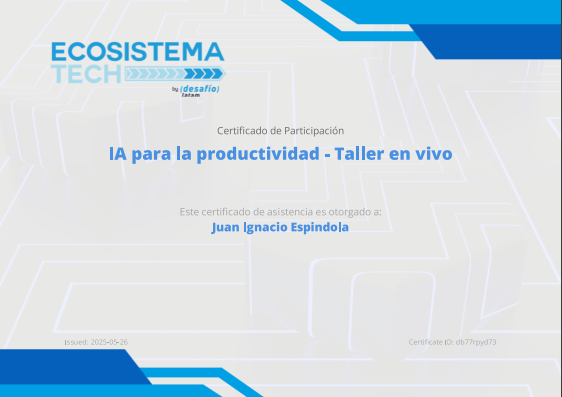 ECOSISTEMA
TECH
by {desafío}
latam
Certificado de Participación
IA para la productividad - Taller en vivo
Este certificado de asistencia es otorgado a:
Juan Ignacio Espindola
Issued: 2025-05-26
Certificate ID: db77rpyd73